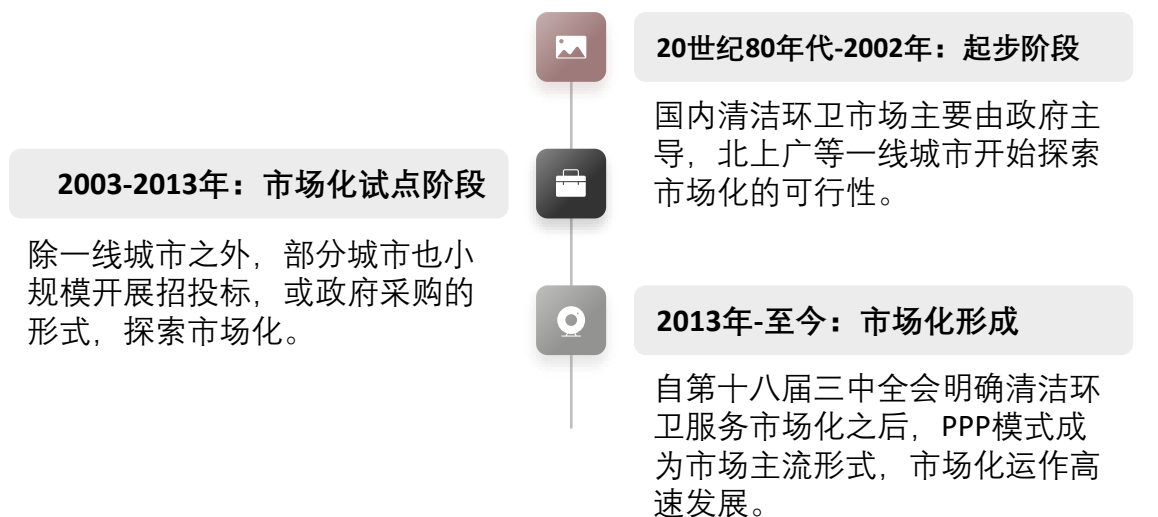 20世纪80年代-2002年：起步阶段
国内清洁环卫市场主要由政府主
导，北上广等一线城市开始探索
市场化的可行性。
2003-2013年：市场化试点阶段
除一线城市之外，部分城市也小
规模开展招投标，或政府采购的
形式，探索市场化。
2013年-至今：市场化形成
自第十八届三中全会明确清洁环
卫服务市场化之后，PPP模式成
为市场主流形式，市场化运作高
速发展。